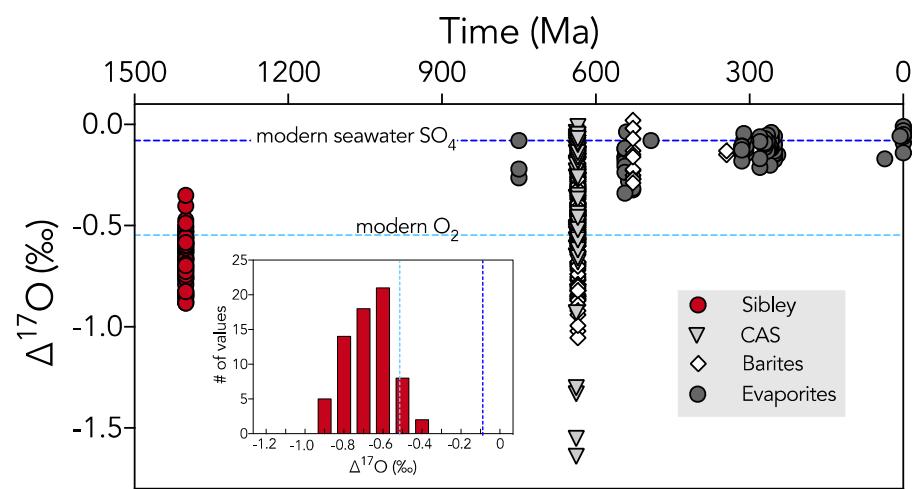 Time (Ma)
1500 1200 900 600 300 0
0.0
modern seawater SO4
-0.5
modern O2
-1.0
-1.5
Δ17O (‰)
25
20
15
10
5
0
# of values
-1.2 -1.0 -0.8 -0.6 -0.4 -0.2 0
Δ17O (‰)
Sibley
CAS
Barites
Evaporites